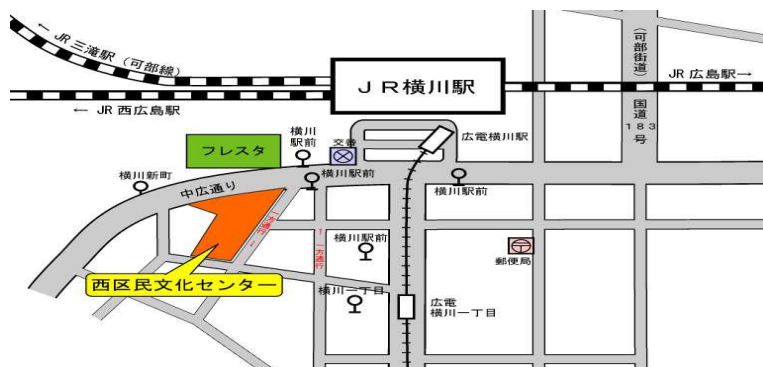 ← JR 三滝駅（可部線）
JR横川駅
（可部街道）
JR 広島駅→
← JR 西広島駅
国道183号
フレスタ
横川
駅前
交番
広電横川駅
横川新町
中広通り
横川駅前
横川駅前
一方通行→
← 一方通行
横川駅前
郵便局
西区民文化センター
横川一丁目
広電
横川一丁目